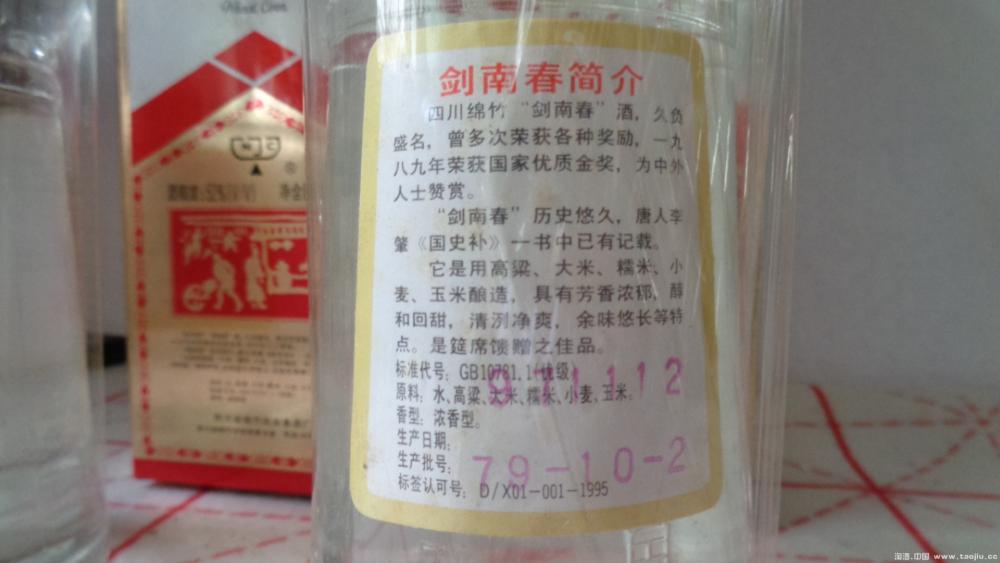 剑南春简介
四川绵竹“剑南春”酒，久负
盛名，曾多次荣获各种奖励，一九
八九年荣获国家优质金奖，为中外
人士赞赏。
“剑南春”历史悠久，唐人李
肇《国史补》一书中已有记载。
它是用高粱、大米、糯米、小
麦、玉米酿造，具有芳香浓郁，醇
和回甜，清洌净爽，余味悠长等特
点。是筵席馈赠之佳品。
标准代号：GB10781.1(优级)
原料：水、高粱、大米、糯米、小麦、玉米。
香型：浓香型。
生产日期：
971112
生产批号：
79-10-2
标签认可号：D/X01-001-1995
®
淘酒.中国 www.taojiu.cc